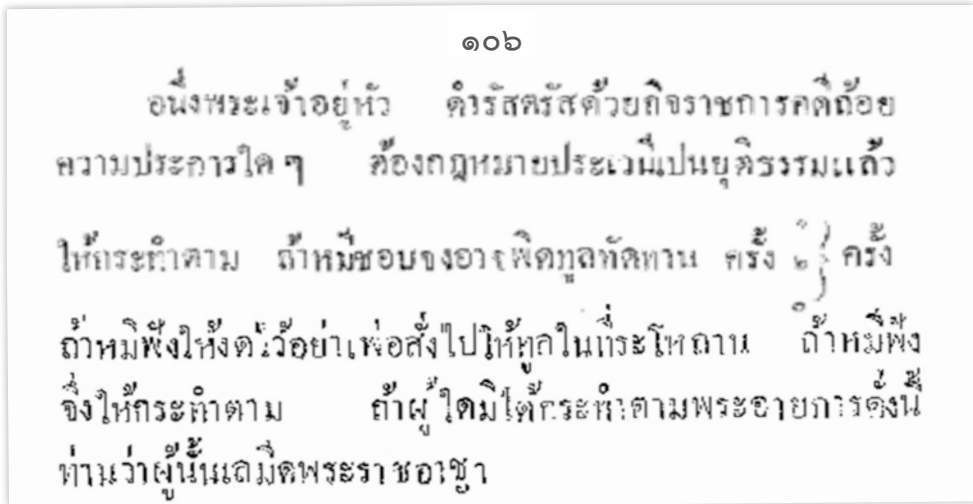 ๑๐๖
อนึ่งพระเจ้าอยู่หัว ดำรัสตรัสด้วยกิจราชการคดีถ้อย
ความประการใด ๆ ต้องกฎหมายประเวนีเปนยุติธรรมแล้ว
ให้กระทำตาม ถ้าหมีชอบจงอาจพิดทูลทัดทาน ครั้ง ๒ ครั้ง
ถ้าหมีฟังให้งดไว้อย่าเพ่อสั่งไปให้ทูลในที่ระโหถาน ถ้าหมีฟัง
จึ่งให้กระทำตาม ถ้าผู้ใดมิได้กระทำตามพระอายการดั่งนี้
ท่านว่าผู้นั้นเลมิดพระราชอาชญา